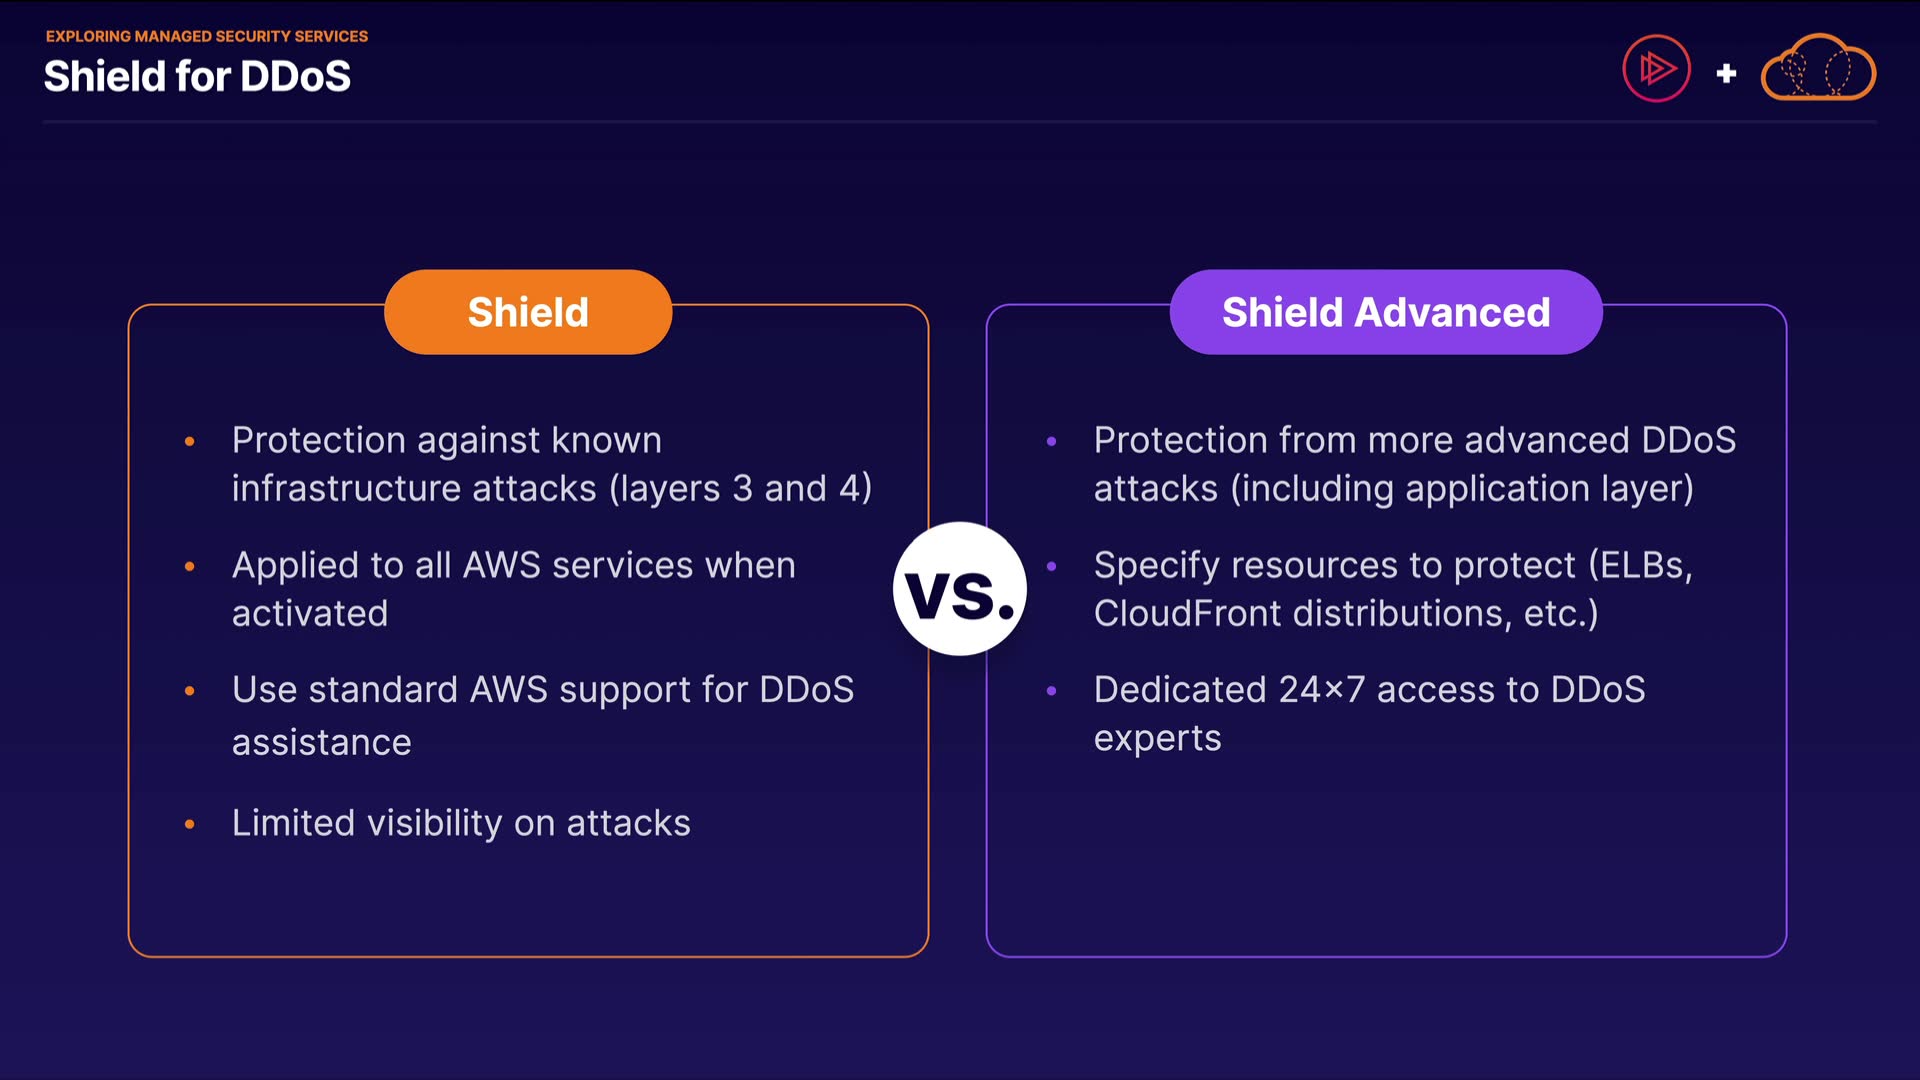 EXPLORING MANAGED SECURITY SERVICES
Shield for DDoS
Shield
• Protection against known
infrastructure attacks (layers 3 and 4)
• Applied to all AWS services when
activated
• Use standard AWS support for DDoS
assistance
• Limited visibility on attacks
vs.
Shield Advanced
• Protection from more advanced DDoS
attacks (including application layer)
• Specify resources to protect (ELBs,
CloudFront distributions, etc.)
• Dedicated 24×7 access to DDoS
experts